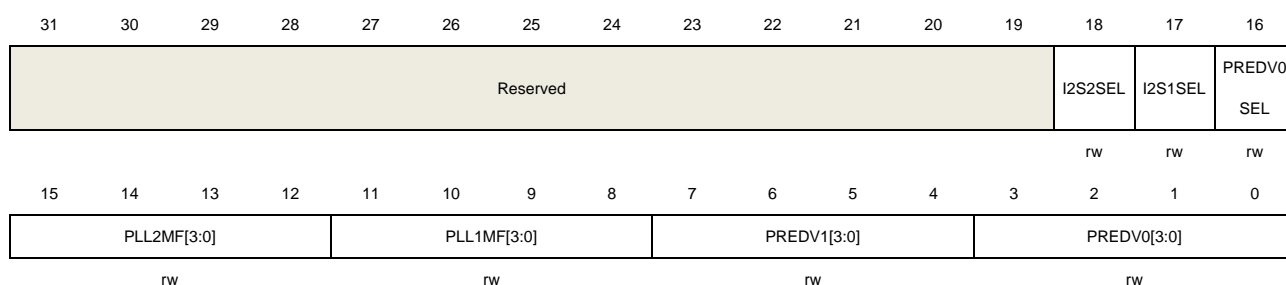 31 30 29 28 27 26 25 24 23 22 21 20 19 18 17 16
Reserved I2S2SEL I2S1SEL PREDV0
SEL
rw rw rw
15 14 13 12 11 10 9 8 7 6 5 4 3 2 1 0
PLL2MF[3:0] PLL1MF[3:0] PREDV1[3:0] PREDV0[3:0]
rw rw rw rw